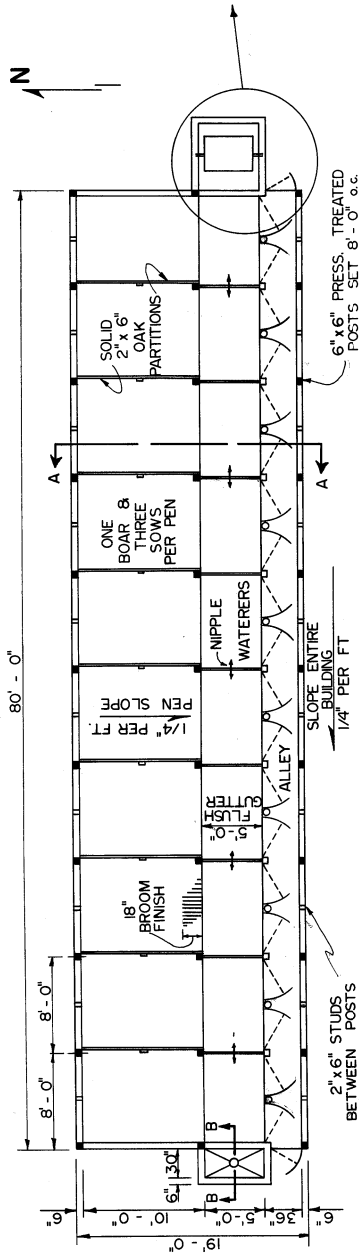 N
80' - 0"
SOLID
2" x 6"
OAK
PARTITIONS
A
ONE
BOAR &
THREE
SOWS
PER PEN
1/4" PER FT.
PEN SLOPE
NIPPLE
WATERERS
5'-0"
FLUSH
GUTTER
18"
BROOM
FINISH
8' - 0"
8' - 0"
ALLEY
A
6" x 6" PRESS. TREATED
POSTS SET 8' - 0" o.c.
SLOPE ENTIRE
BUILDING
1/4" PER FT
2" x 6" STUDS
BETWEEN POSTS
B
B
30"
6"
6"
10' - 0"
5'-0"
36"
6"
19' - 0"